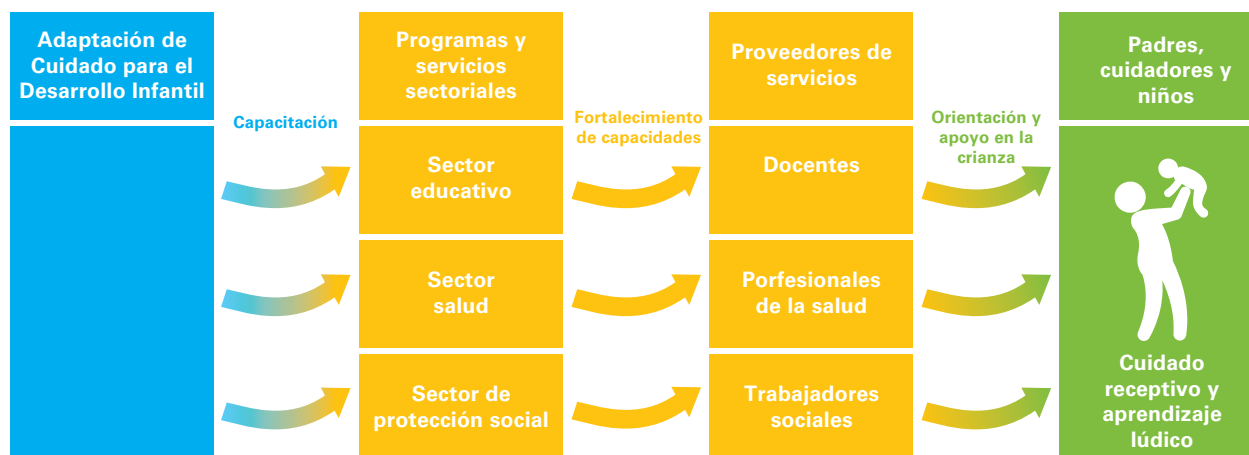 Adaptación de
Cuidado para el
Desarrollo Infantil
Capacitación
Programas y
servicios
sectoriales
Fortalecimiento
de capacidades
Proveedores de
servicios
Orientación y
apoyo en la
crianza
Padres,
cuidadores y
niños
Sector
educativo
Docentes
Sector
salud
Porfesionales
de la salud
Sector de
protección social
Trabajadores
sociales
Cuidado
receptivo y
aprendizaje
lúdico